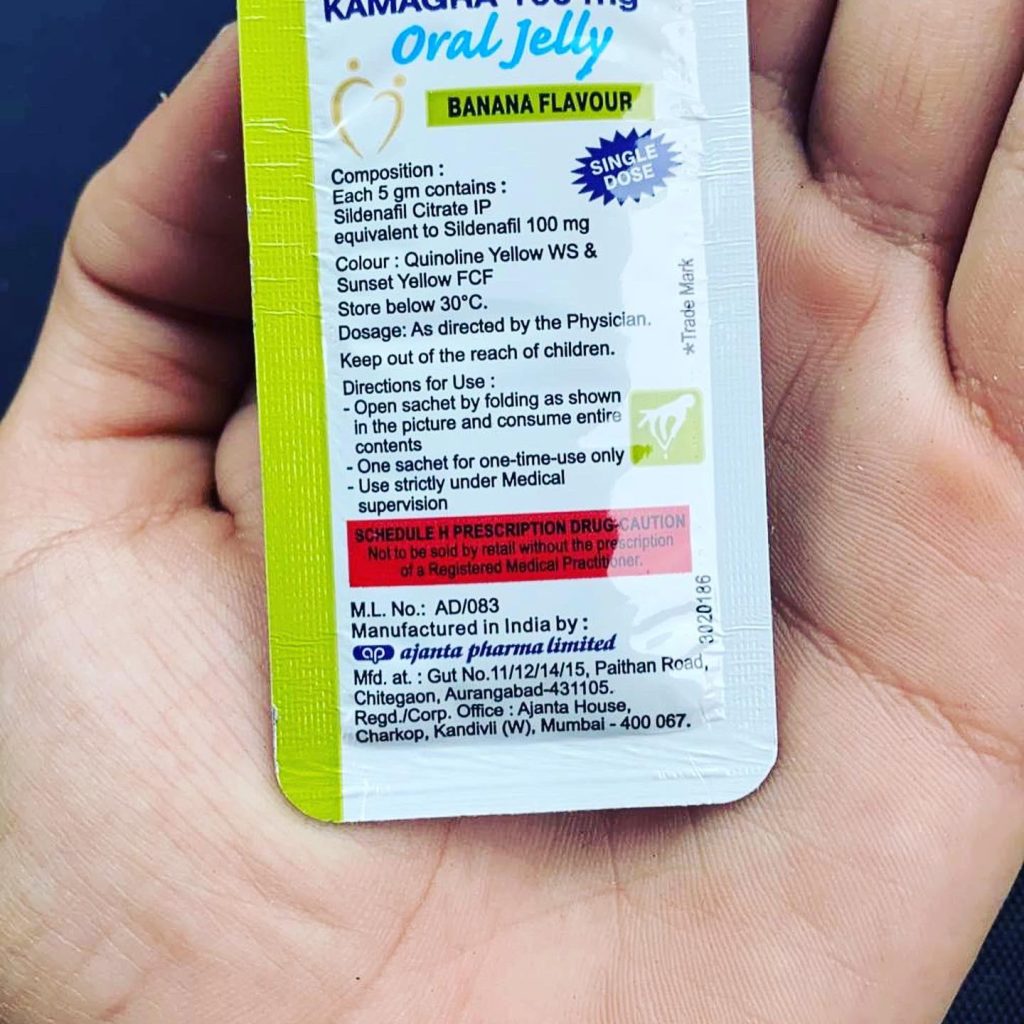 KAMAGRA 100 mg
Oral Jelly
BANANA FLAVOUR
SINGLE
DOSE
Composition :
Each 5 gm contains :
Sildenafil Citrate IP
equivalent to Sildenafil 100 mg
Colour : Quinoline Yellow WS &
Sunset Yellow FCF
Store below 30°C.
Dosage: As directed by the Physician.
Keep out of the reach of children.
*Trade Mark
Directions for Use :
- Open sachet by folding as shown
in the picture and consume entire
contents
- One sachet for one-time-use only
- Use strictly under Medical
supervision
SCHEDULE H PRESCRIPTION DRUG-CAUTION
Not to be sold by retail without the prescription
of a Registered Medical Practitioner.
M.L. No.: AD/083
Manufactured in India by :
ap ajanta pharma limited
Mfd. at. : Gut No.11/12/14/15, Paithan Road,
Chitegaon, Aurangabad-431105.
Regd./Corp. Office : Ajanta House,
Charkop, Kandivli (W), Mumbai - 400 067.
3020186